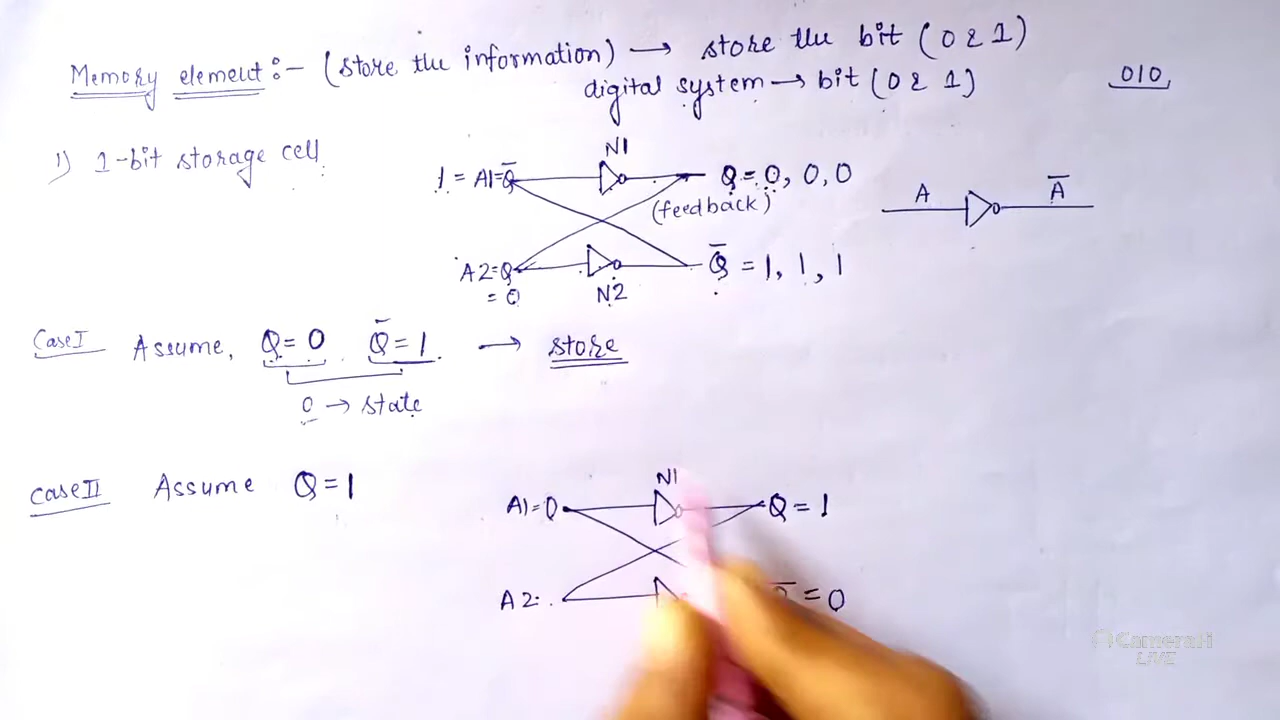 Memory element :- (store the information) → store the bit (0 & 1)
digital system → bit (0 & 1)
010,
1) 1-bit storage cell
N1
1 = A1=Q̅
Q = 0, 0, 0
(feedback)
A
A̅
A2=Q
= 0
N2
Q̅ = 1, 1, 1
Case I Assume, Q = 0 Q̅ = 1 → store
0 → state
case II Assume Q = 1
N1
A1=0
Q = 1
A2 =
= 0
CameraFi
LIVE